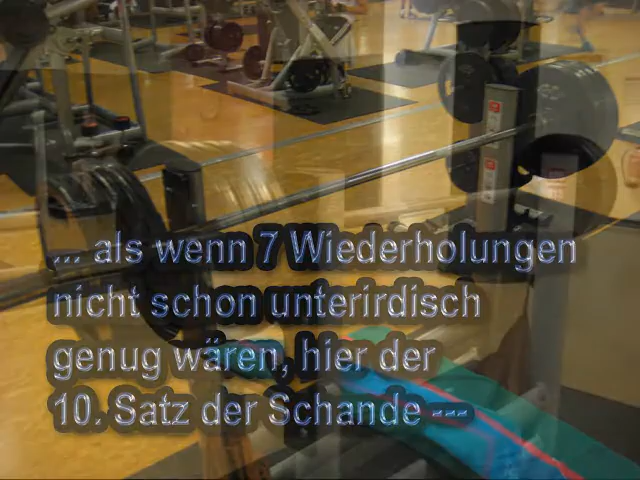 ... als wenn 7 Wiederholungen
nicht schon unterirdisch
genug wären, hier der
10. Satz der Schande ---